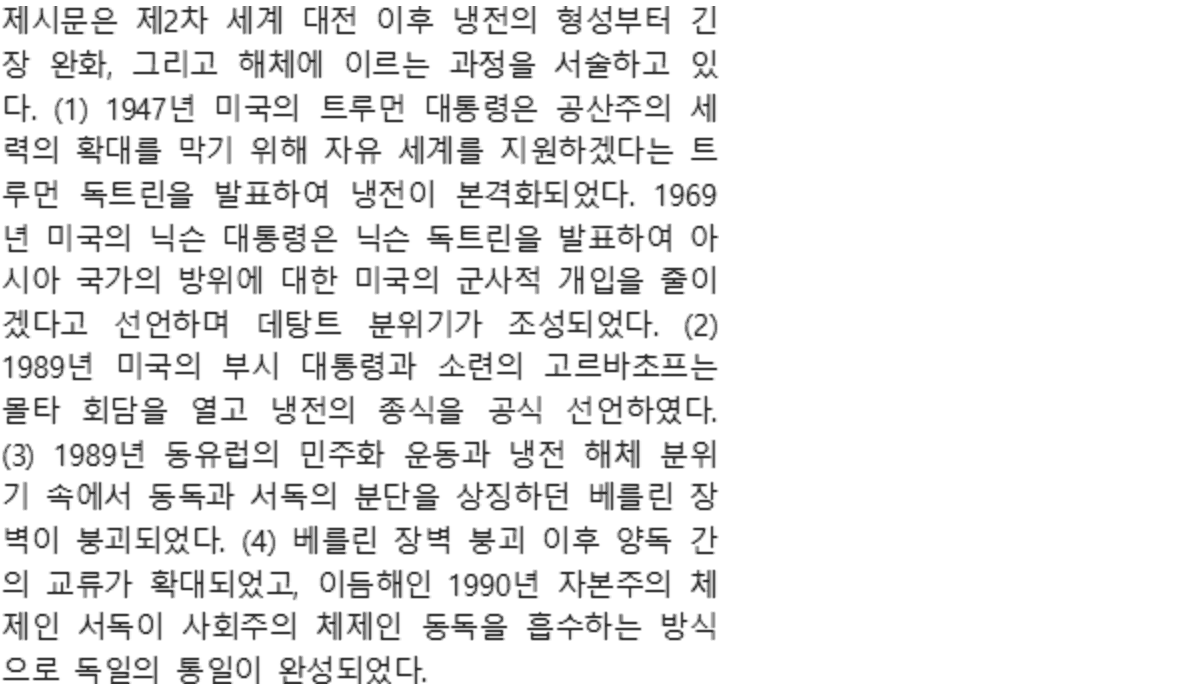 제시문은 제2차 세계 대전 이후 냉전의 형성부터 긴
장 완화, 그리고 해체에 이르는 과정을 서술하고 있
다. (1) 1947년 미국의 트루먼 대통령은 공산주의 세
력의 확대를 막기 위해 자유 세계를 지원하겠다는 트
루먼 독트린을 발표하여 냉전이 본격화되었다. 1969
년 미국의 닉슨 대통령은 닉슨 독트린을 발표하여 아
시아 국가의 방위에 대한 미국의 군사적 개입을 줄이
겠다고 선언하며 데탕트 분위기가 조성되었다. (2)
1989년 미국의 부시 대통령과 소련의 고르바초프는
몰타 회담을 열고 냉전의 종식을 공식 선언하였다.
(3) 1989년 동유럽의 민주화 운동과 냉전 해체 분위
기 속에서 동독과 서독의 분단을 상징하던 베를린 장
벽이 붕괴되었다. (4) 베를린 장벽 붕괴 이후 양독 간
의 교류가 확대되었고, 이듬해인 1990년 자본주의 체
제인 서독이 사회주의 체제인 동독을 흡수하는 방식
으로 독일의 통일이 완성되었다.